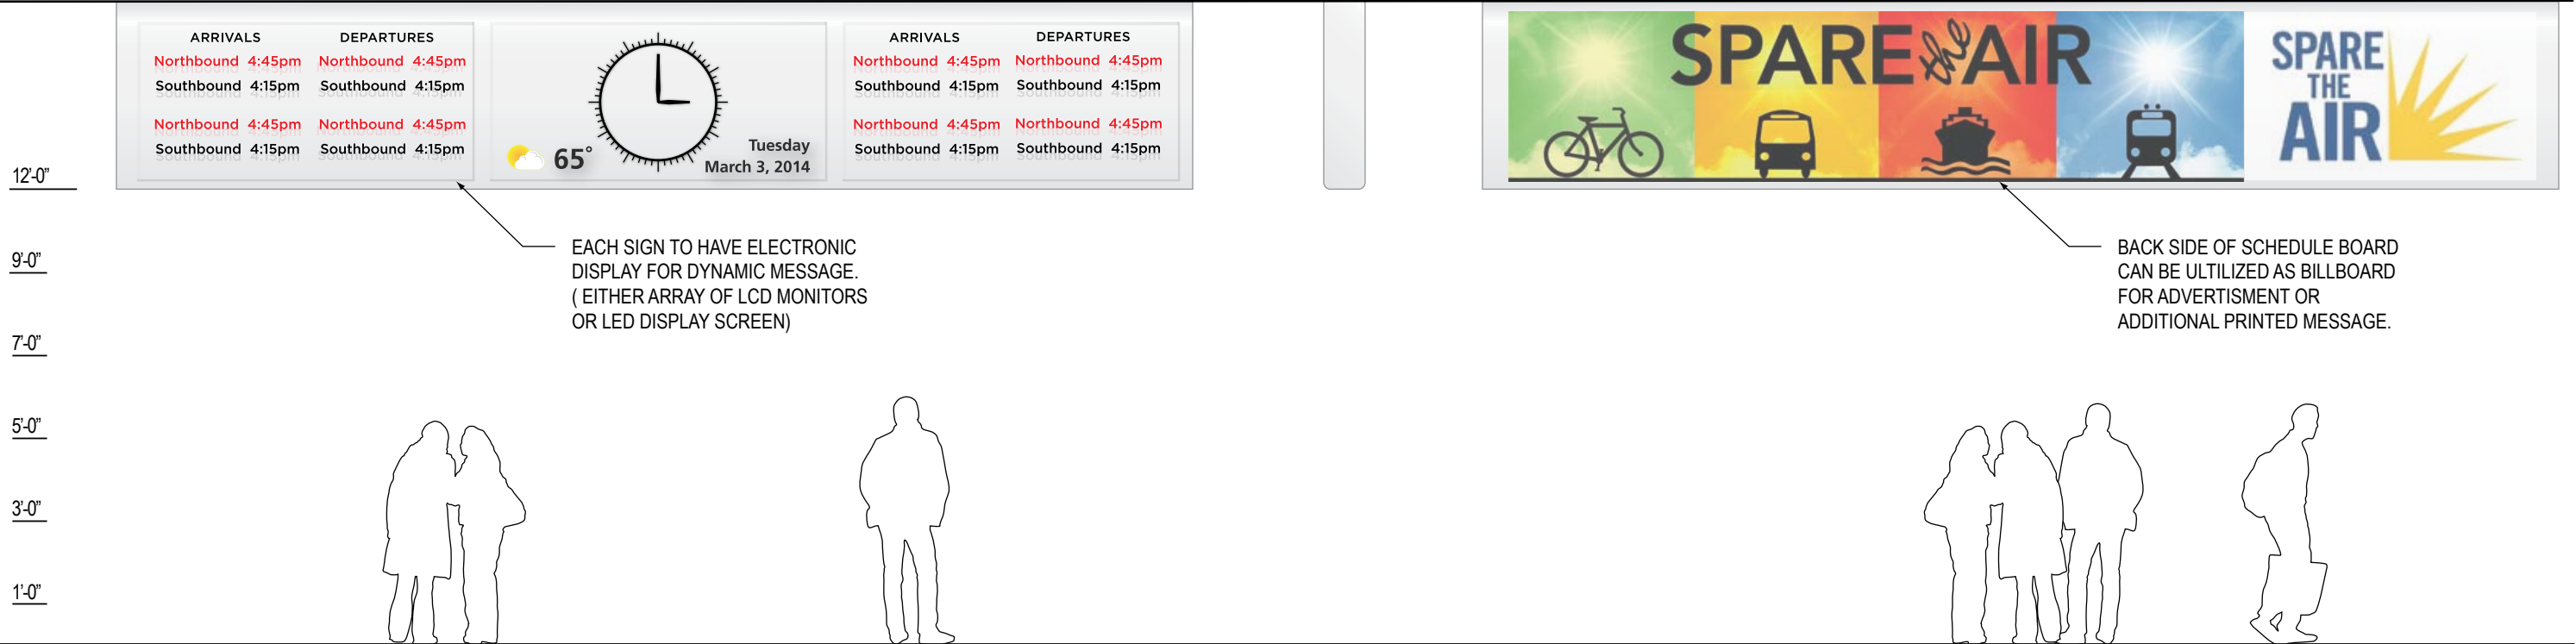 ARRIVALS DEPARTURES
Northbound 4:45pm Northbound 4:45pm
Southbound 4:15pm Southbound 4:15pm
Northbound 4:45pm Northbound 4:45pm
Southbound 4:15pm Southbound 4:15pm
65°
Tuesday
March 3, 2014
ARRIVALS DEPARTURES
Northbound 4:45pm Northbound 4:45pm
Southbound 4:15pm Southbound 4:15pm
Northbound 4:45pm Northbound 4:45pm
Southbound 4:15pm Southbound 4:15pm
SPARE the AIR
SPARE
THE
AIR
12'-0"
9'-0"
7'-0"
5'-0"
3'-0"
1'-0"
EACH SIGN TO HAVE ELECTRONIC
DISPLAY FOR DYNAMIC MESSAGE.
( EITHER ARRAY OF LCD MONITORS
OR LED DISPLAY SCREEN)
BACK SIDE OF SCHEDULE BOARD
CAN BE ULTILIZED AS BILLBOARD
FOR ADVERTISMENT OR
ADDITIONAL PRINTED MESSAGE.